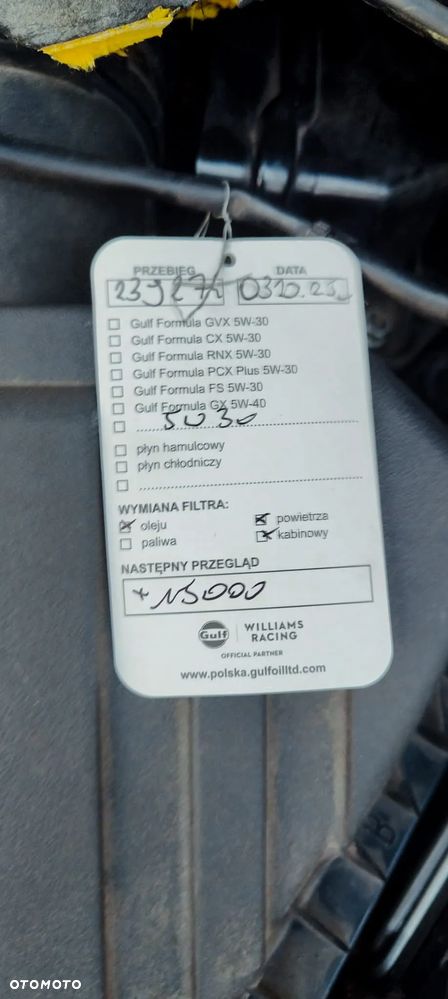 PRZEBIEG DATA
239271 0310.25
Gulf Formula GVX 5W-30
Gulf Formula CX 5W-30
Gulf Formula RNX 5W-30
Gulf Formula PCX Plus 5W-30
Gulf Formula FS 5W-30
Gulf Formula GX 5W-40
5W30
płyn hamulcowy
płyn chłodniczy
WYMIANA FILTRA:
oleju powietrza
paliwa kabinowy
NASTĘPNY PRZEGLĄD
+15000
Gulf WILLIAMS
RACING
OFFICIAL PARTNER
www.polska.gulfoilltd.com
OTOMOTO